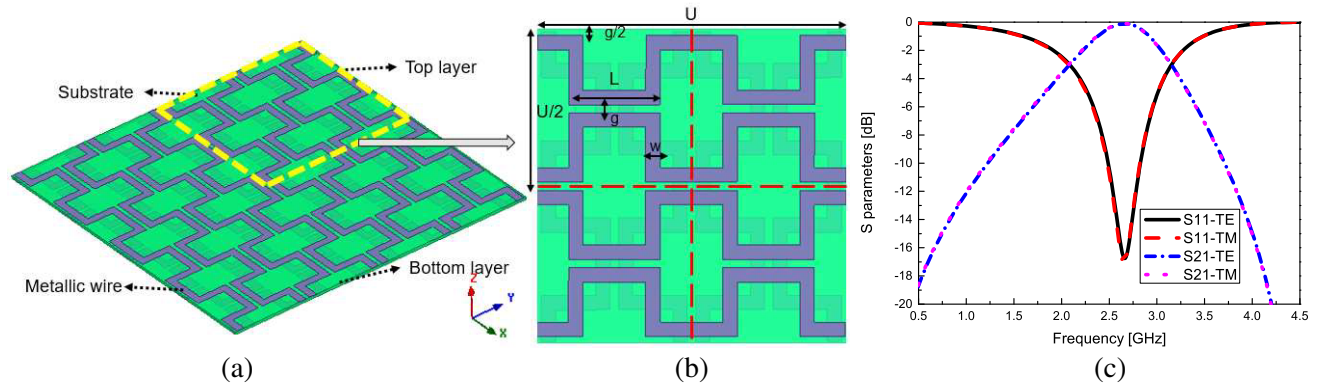 Top layer
Substrate
Bottom layer
Metallic wire
Z
Y
X
(a)
U
g/2
L
U/2
g
w
(b)
0
-2
-4
-6
-8
-10
-12
-14
-16
-18
-20
S parameters [dB]
S11-TE
S11-TM
S21-TE
S21-TM
0.5 1.0 1.5 2.0 2.5 3.0 3.5 4.0 4.5
Frequency [GHz]
(c)